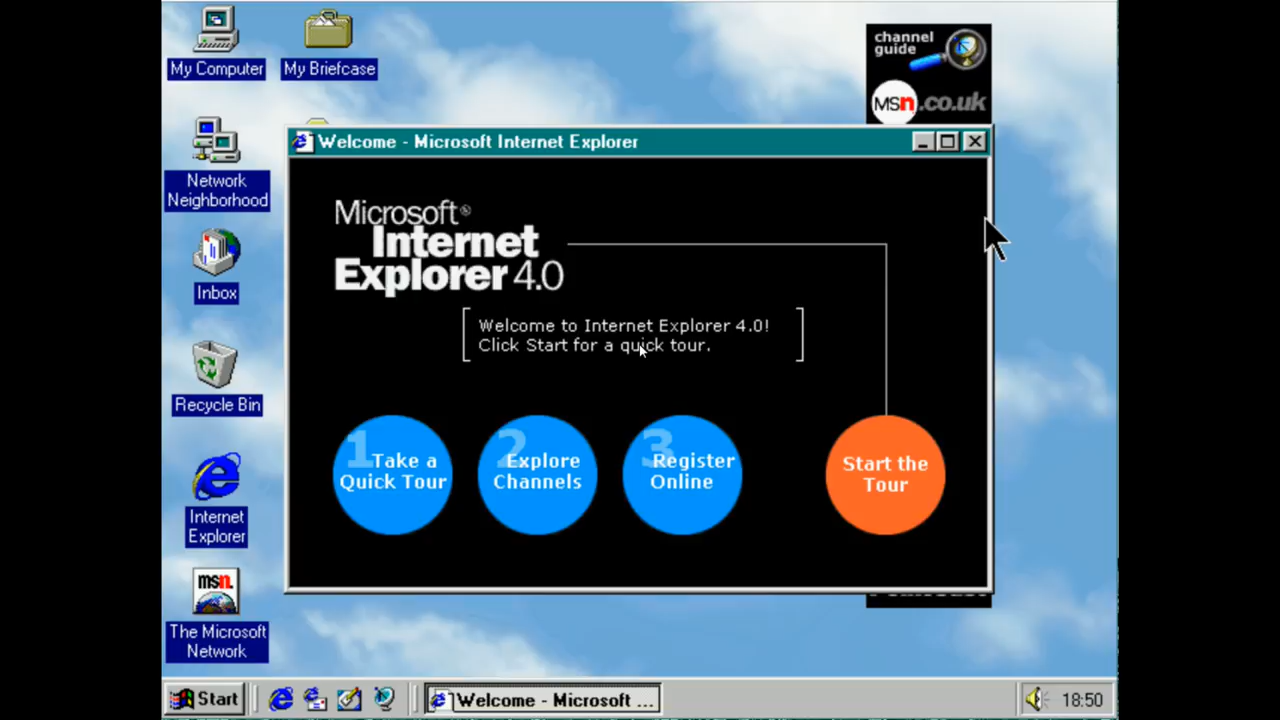 My Computer
My Briefcase
channel
guide
msn.co.uk
Welcome - Microsoft Internet Explorer
Network
Neighborhood
Microsoft®
Internet
Explorer 4.0
Inbox
Welcome to Internet Explorer 4.0!
Click Start for a quick tour.
Recycle Bin
1 Take a
Quick Tour
2 Explore
Channels
3 Register
Online
Start the
Tour
Internet
Explorer
msn.
The Microsoft
Network
Start
Welcome - Microsoft ...
18:50